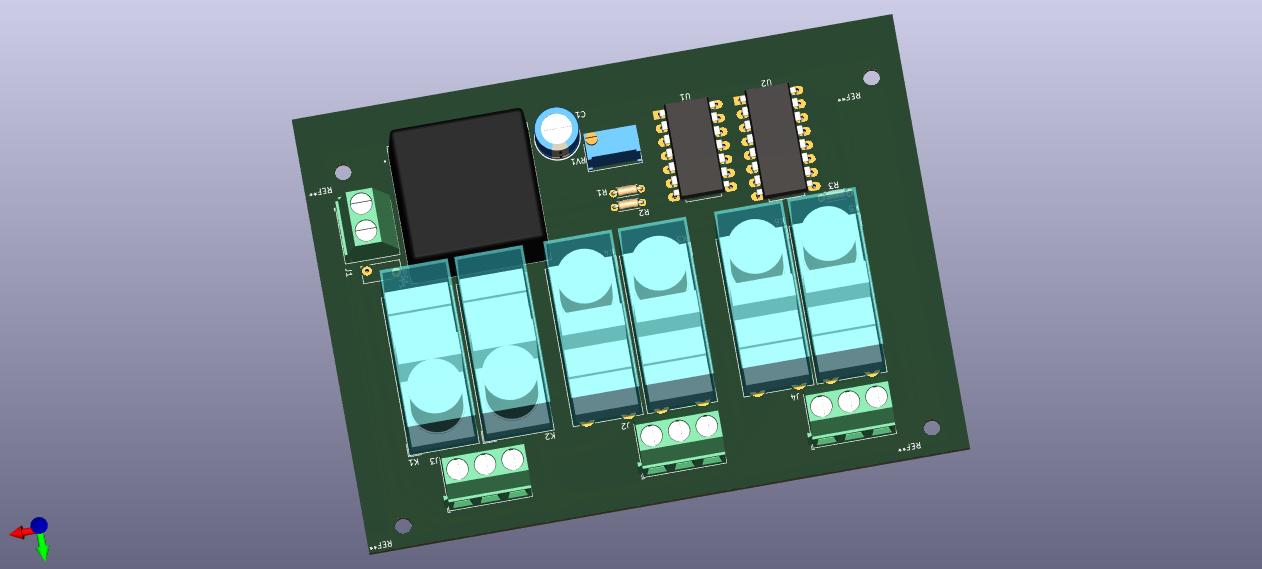 U2
U1
REF**
C1
RV1
R3
REF**
R1
R2
J1
K2
J2
J4
K1
J3
REF**
REF**